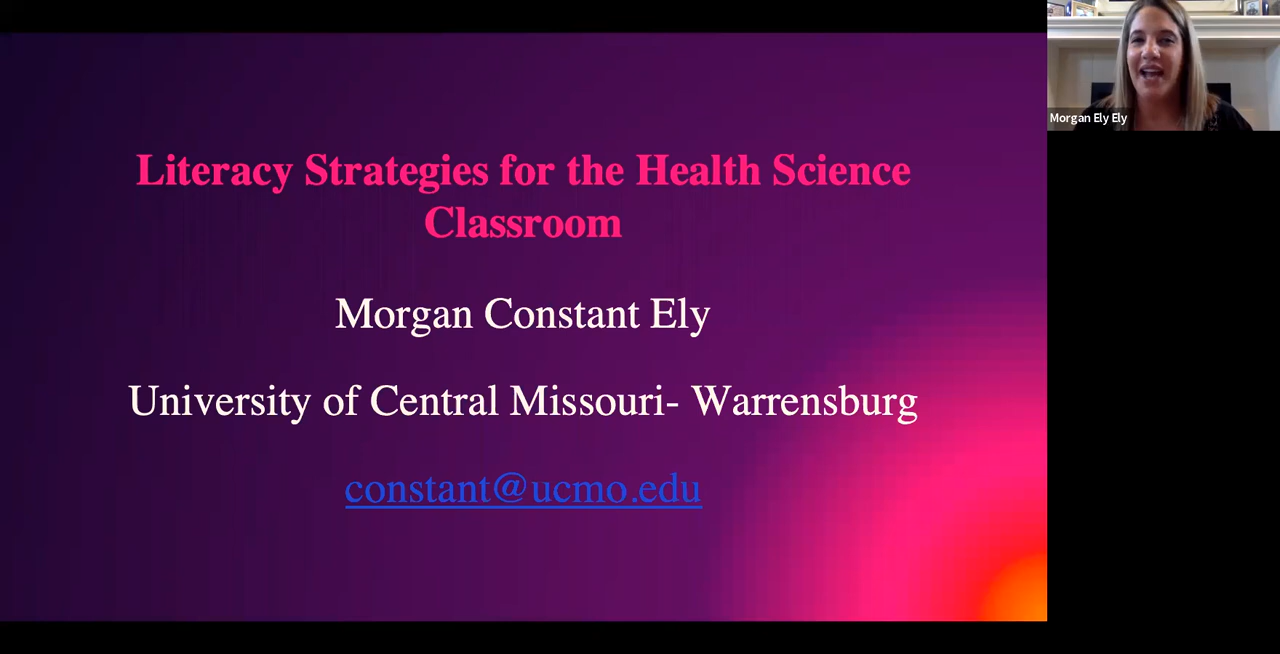 Literacy Strategies for the Health Science
Classroom
Morgan Constant Ely
University of Central Missouri- Warrensburg
constant@ucmo.edu
Morgan Ely Ely